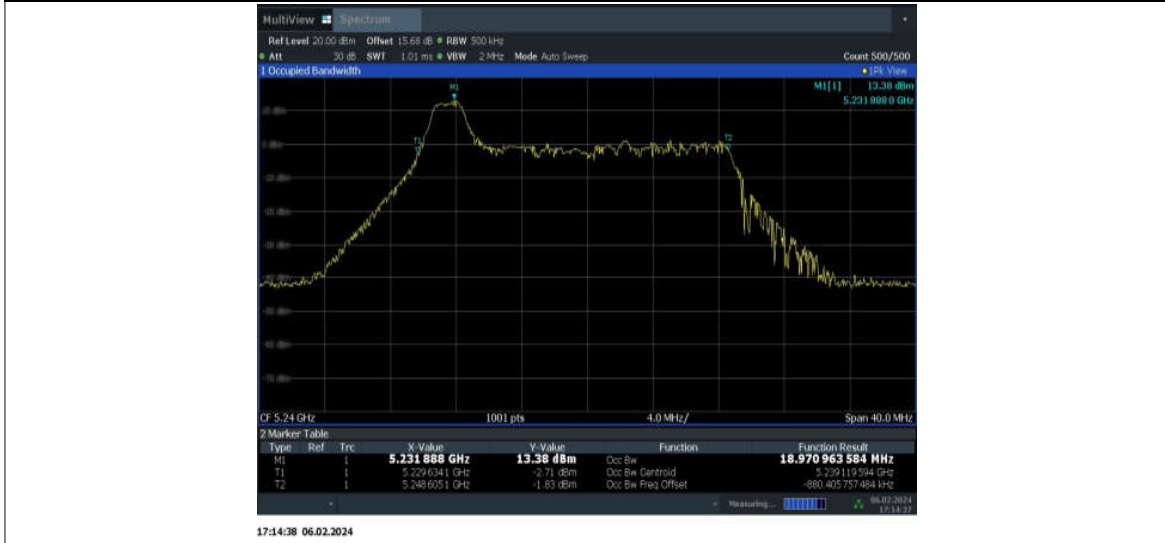 MultiView Spectrum
Ref Level 20.00 dBm Offset 15.68 dB RBW 500 kHz
Att 30 dB SWT 1.01 ms VBW 2 MHz Mode Auto Sweep Count 500/500
1 Occupied Bandwidth 1Pk View
M1[1] 13.38 dBm
5.231 888 0 GHz
M1
T1
T2
CF 5.24 GHz 1001 pts 4.0 MHz/ Span 40.0 MHz
2 Marker Table
Type Ref Trc X-Value Y-Value Function Function Result
M1 1 5.231 888 GHz 13.38 dBm Occ Bw 18.970 963 584 MHz
T1 1 5.229 634 1 GHz -2.71 dBm Occ Bw Centroid 5.239 119 594 GHz
T2 1 5.248 605 1 GHz -1.83 dBm Occ Bw Freq Offset -880.405 757 484 kHz
Measuring... 06.02.2024
17:14:37
17:14:38 06.02.2024